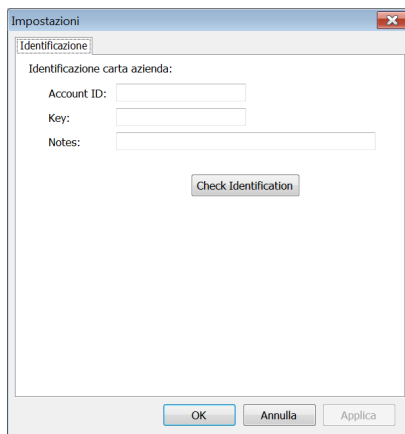 Impostazioni
Identificazione
Identificazione carta azienda:
Account ID:
Key:
Notes:
Check Identification
OK Annulla Applica